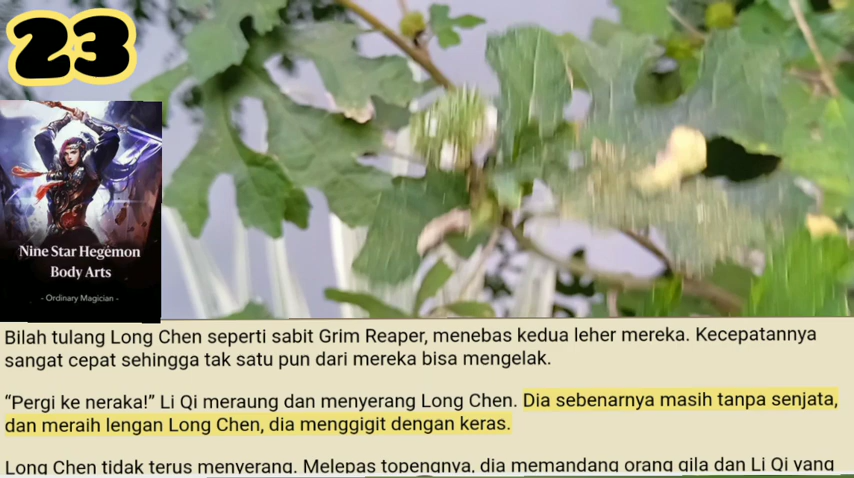 23
Nine Star Hegemon
Body Arts
- Ordinary Magician -
Bilah tulang Long Chen seperti sabit Grim Reaper, menebas kedua leher mereka. Kecepatannya
sangat cepat sehingga tak satu pun dari mereka bisa mengelak.
“Pergi ke neraka!” Li Qi meraung dan menyerang Long Chen. Dia sebenarnya masih tanpa senjata,
dan meraih lengan Long Chen, dia menggigit dengan keras.
Long Chen tidak terus menyerang. Melepas topengnya, dia memandang orang gila dan Li Qi yang